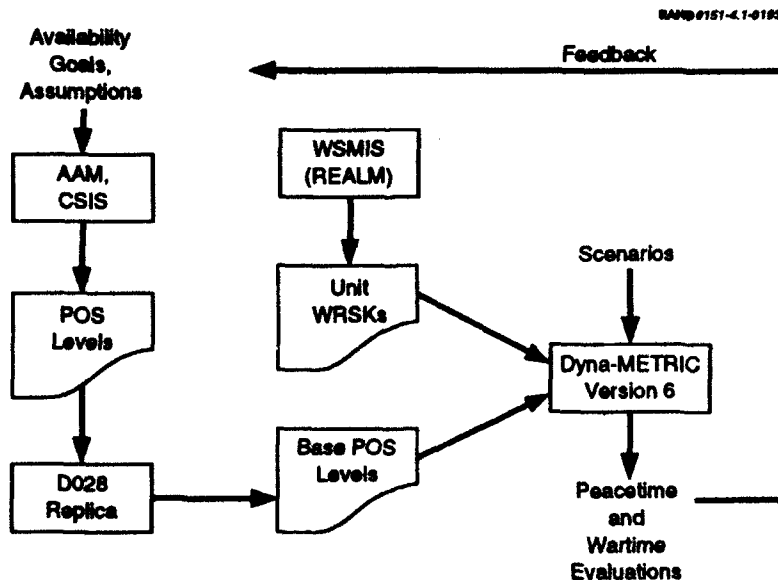 Availability
Goals,
Assumptions
Feedback
AAM,
CSIS
WSMIS
(REALM)
POS
Levels
Unit
WRSKs
Scenarios
Dyna-METRIC
Version 6
D028
Replica
Base POS
Levels
Peacetime
and
Wartime
Evaluations